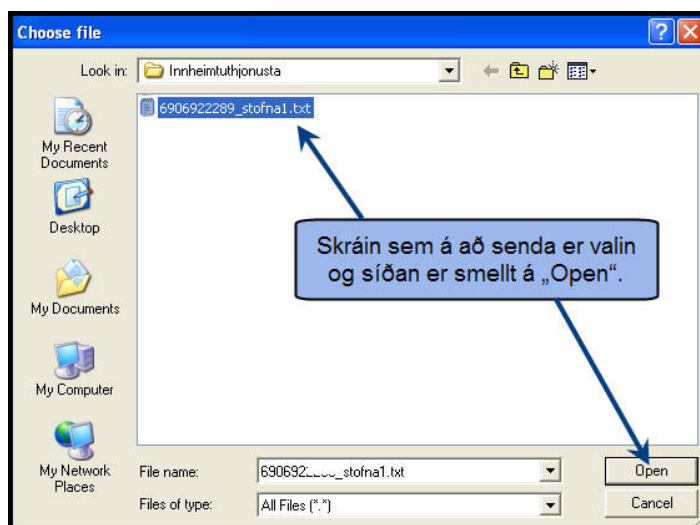 Choose file
Look in:
Innheimtuthjonusta
6906922289_stofna1.txt
My Recent
Documents
Desktop
My Documents
My Computer
My Network
Places
Skráin sem á að senda er valin
og síðan er smellt á „Open“.
File name:
Open
Files of type:
All Files (*.*)
Cancel